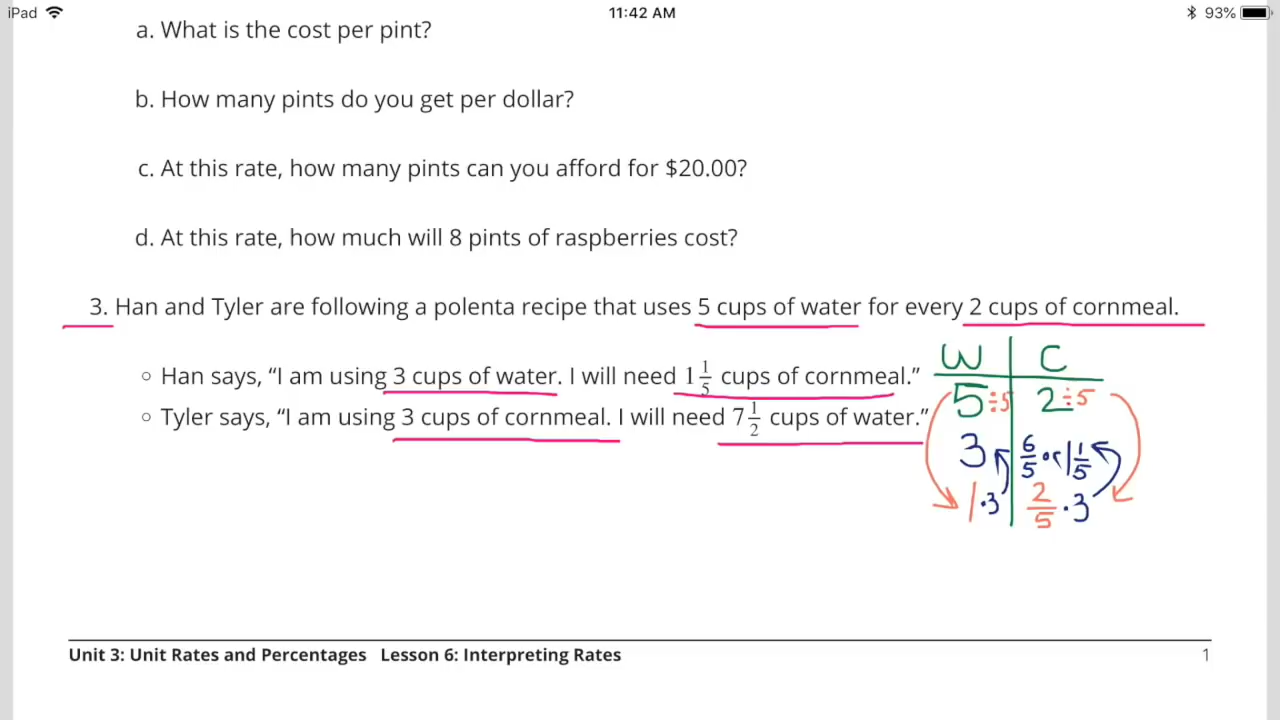 iPad 11:42 AM 93%
a. What is the cost per pint?
b. How many pints do you get per dollar?
c. At this rate, how many pints can you afford for $20.00?
d. At this rate, how much will 8 pints of raspberries cost?
3. Han and Tyler are following a polenta recipe that uses 5 cups of water for every 2 cups of cornmeal.
W C
◦ Han says, “I am using 3 cups of water. I will need 1 1/5 cups of cornmeal.”
5 ÷5 2 ÷5
◦ Tyler says, “I am using 3 cups of cornmeal. I will need 7 1/2 cups of water.”
3 6/5 or 1 1/5
1 · 3 2/5 · 3
Unit 3: Unit Rates and Percentages Lesson 6: Interpreting Rates 1